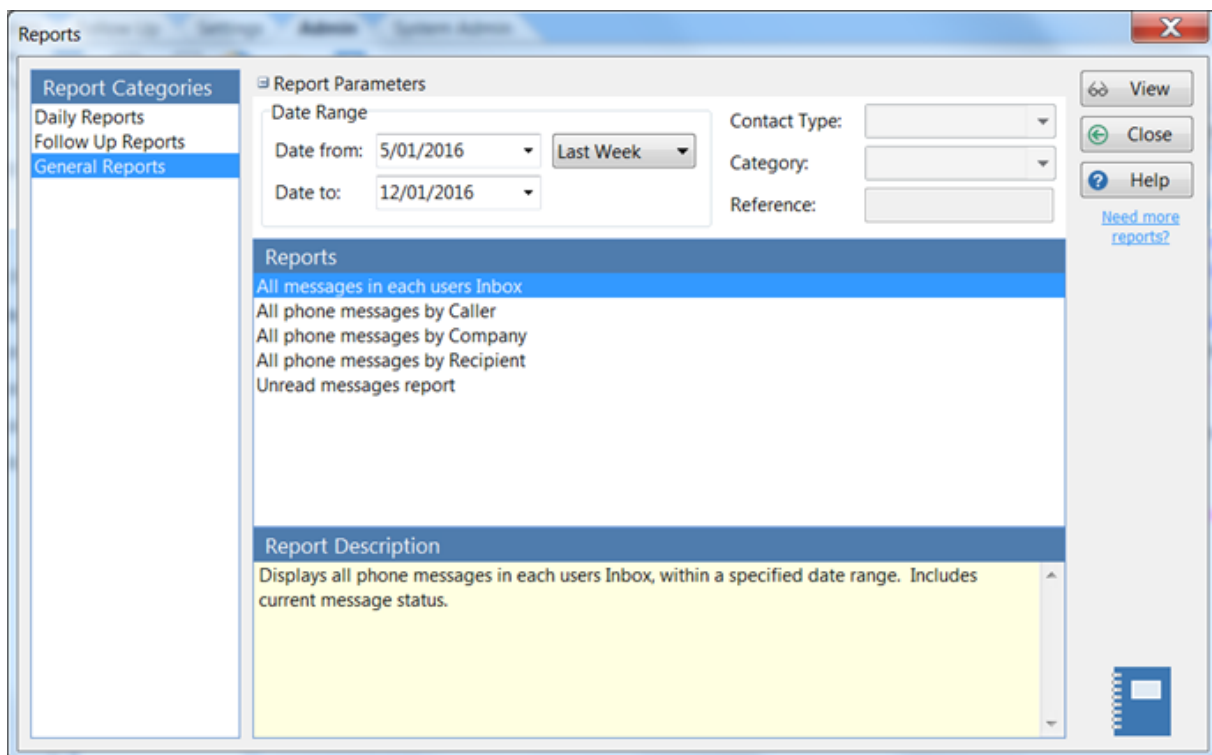 Reports
Admin
System Admin
Report Categories
Daily Reports
Follow Up Reports
General Reports
Report Parameters
Date Range
Date from: 5/01/2016 Last Week
Date to: 12/01/2016
Contact Type:
Category:
Reference:
View
Close
Help
Need more
reports?
Reports
All messages in each users Inbox
All phone messages by Caller
All phone messages by Company
All phone messages by Recipient
Unread messages report
Report Description
Displays all phone messages in each users Inbox, within a specified date range. Includes
current message status.